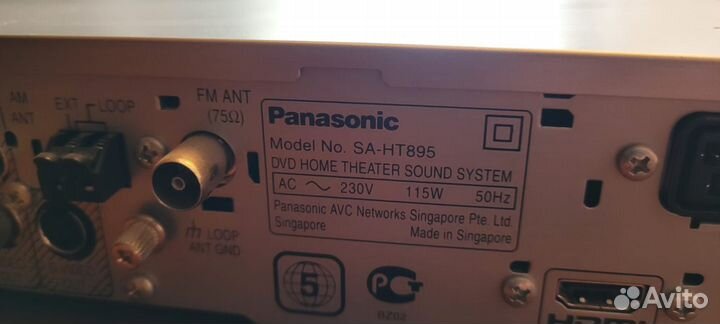 AM
ANT
EXT
LOOP
FM ANT
(75Ω)
LOOP
ANT GND
Panasonic
Model No. SA-HT895
DVD HOME THEATER SOUND SYSTEM
AC 230V 115W 50Hz
Panasonic AVC Networks Singapore Pte. Ltd.
Singapore Made in Singapore
5
BZ02
Avito